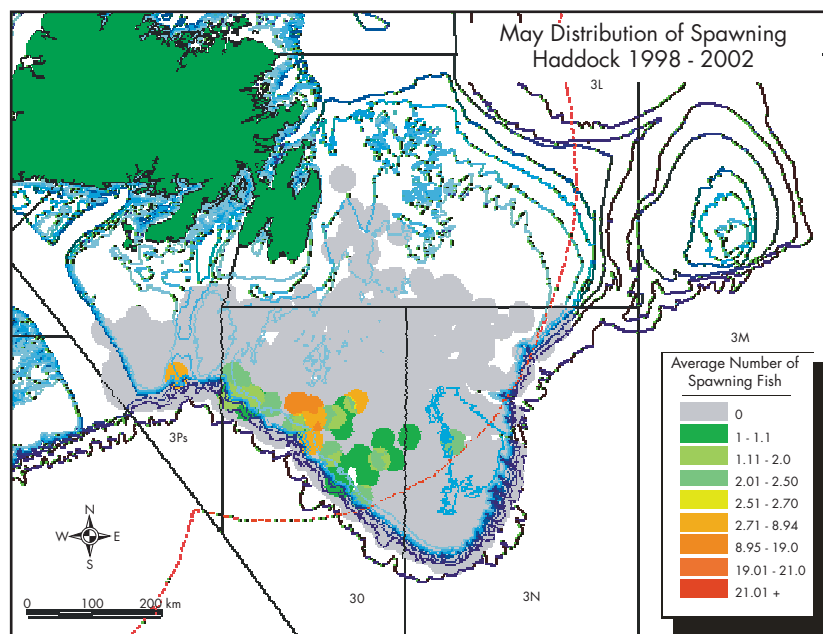 May Distribution of Spawning
Haddock 1998 - 2002
3L
3M
Average Number of
Spawning Fish
0
1 - 1.1
1.11 - 2.0
2.01 - 2.50
2.51 - 2.70
2.71 - 8.94
8.95 - 19.0
19.01 - 21.0
21.01 +
3Ps
N
W E
S
0 100 200 km
30
3N